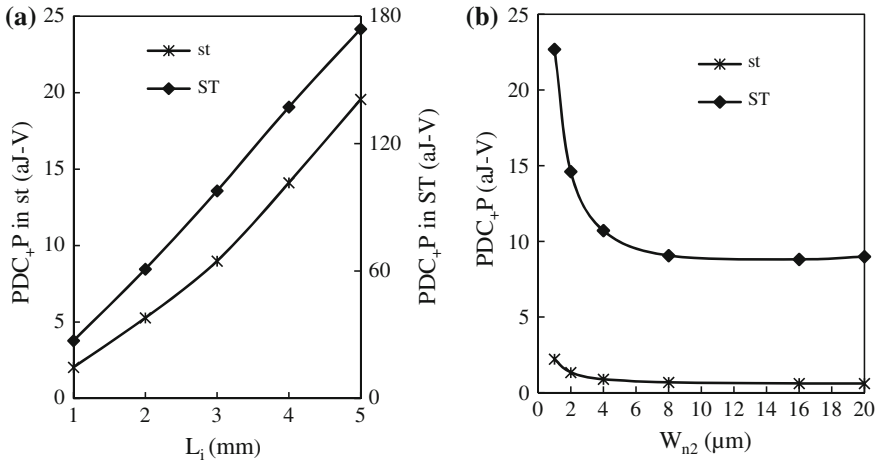 (a)
25
20
15
10
5
0
PDC₊P in st (aJ-V)
st
ST
180
120
60
0
PDC₊P in ST (aJ-V)
1 2 3 4 5
Lᵢ (mm)
(b)
25
20
15
10
5
0
PDC₊P (aJ-V)
st
ST
0 2 4 6 8 10 12 14 16 18 20
Wₙ₂ (μm)